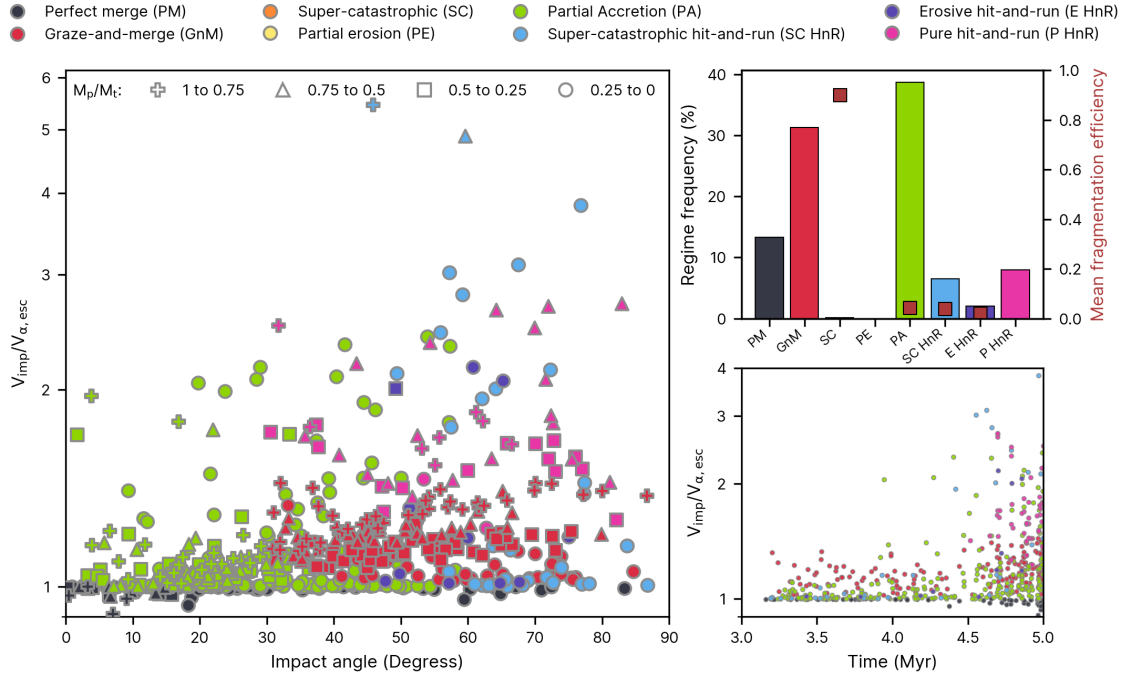 Perfect merge (PM)
Super-catastrophic (SC)
Partial Accretion (PA)
Erosive hit-and-run (E HnR)
Graze-and-merge (GnM)
Partial erosion (PE)
Super-catastrophic hit-and-run (SC HnR)
Pure hit-and-run (P HnR)
Mp/Mt:
1 to 0.75
0.75 to 0.5
0.5 to 0.25
0.25 to 0
6
5
4
3
2
1
Vimp/Vα, esc
0
10
20
30
40
50
60
70
80
90
Impact angle (Degress)
40
30
20
10
0
Regime frequency (%)
1.0
0.8
0.6
0.4
0.2
0.0
Mean fragmentation efficiency
PM
GnM
SC
PE
PA
SC HnR
E HnR
P HnR
4
3
2
1
Vimp/Vα, esc
3.0
3.5
4.0
4.5
5.0
Time (Myr)